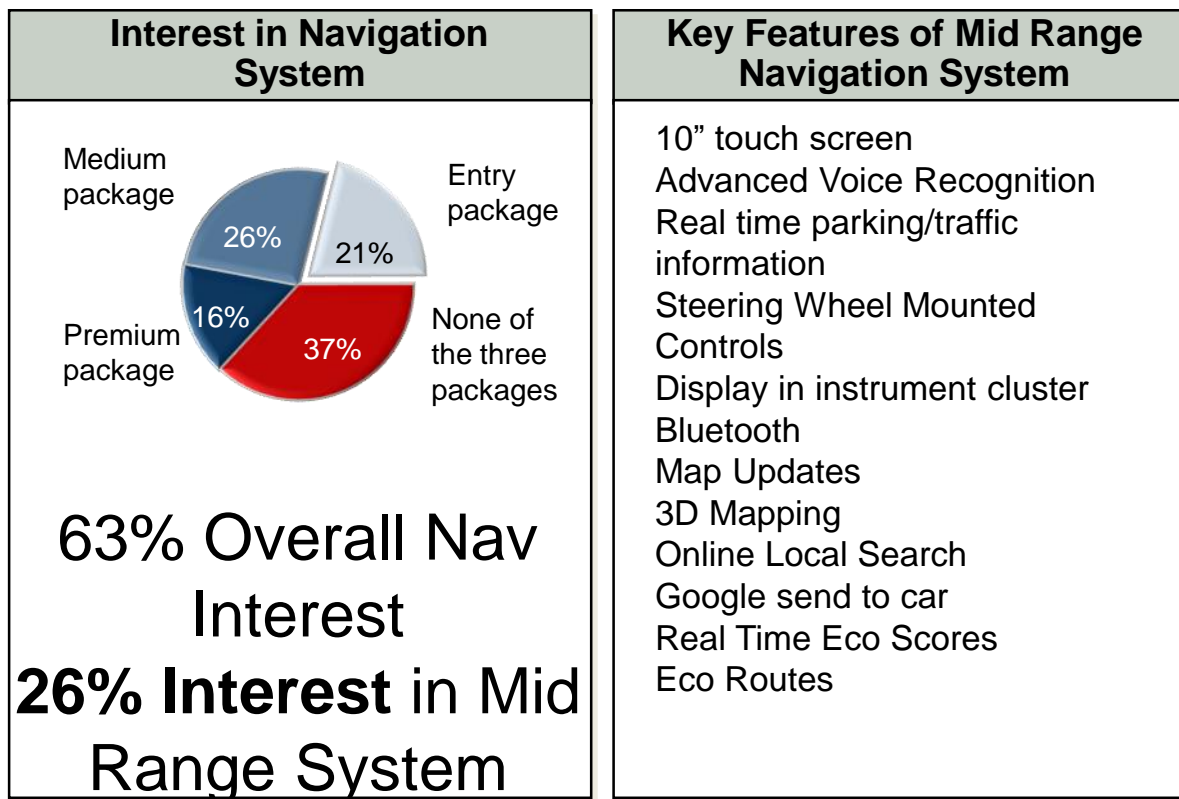 Interest in Navigation
System
Medium
package
Entry
package
26%
21%
16%
37%
Premium
package
None of
the three
packages
63% Overall Nav
Interest
26% Interest in Mid
Range System
Key Features of Mid Range
Navigation System
10” touch screen
Advanced Voice Recognition
Real time parking/traffic
information
Steering Wheel Mounted
Controls
Display in instrument cluster
Bluetooth
Map Updates
3D Mapping
Online Local Search
Google send to car
Real Time Eco Scores
Eco Routes